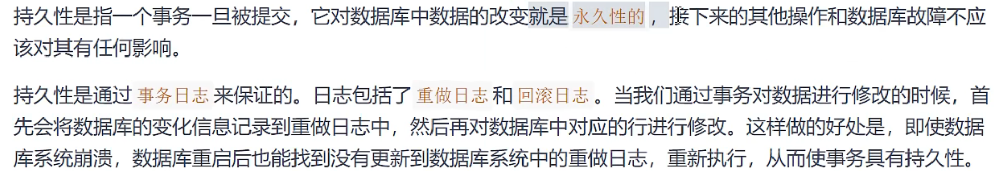 持久性是指一个事务一旦被提交，它对数据库中数据的改变就是 永久性的 ，接下来的其他操作和数据库故障不应
该对其有任何影响。
持久性是通过 事务日志 来保证的。日志包括了 重做日志 和 回滚日志 。当我们通过事务对数据进行修改的时候，首
先会将数据库的变化信息记录到重做日志中，然后再对数据库中对应的行进行修改。这样做的好处是，即使数据
库系统崩溃，数据库重启后也能找到没有更新到数据库系统中的重做日志，重新执行，从而使事务具有持久性。